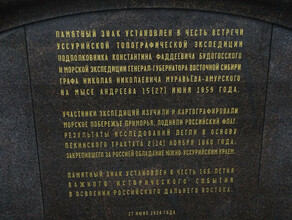 ПАМЯТНЫЙ ЗНАК УСТАНОВЛЕН В ЧЕСТЬ ВСТРЕЧИ
УССУРИЙСКОЙ ТОПОГРАФИЧЕСКОЙ ЭКСПЕДИЦИИ
ПОДПОЛКОВНИКА КОНСТАНТИНА ФАДДЕЕВИЧА БУДОГОССКОГО
И МОРСКОЙ ЭКСПЕДИЦИИ ГЕНЕРАЛ-ГУБЕРНАТОРА ВОСТОЧНОЙ СИБИРИ
ГРАФА НИКОЛАЯ НИКОЛАЕВИЧА МУРАВЬЁВА-АМУРСКОГО
НА МЫСЕ АНДРЕЕВА 15[27] ИЮНЯ 1859 ГОДА.
УЧАСТНИКИ ЭКСПЕДИЦИЙ ИЗУЧИЛИ И КАРТОГРАФИРОВАЛИ
МОРСКОЕ ПОБЕРЕЖЬЕ ПРИМОРЬЯ, ПОДНЯЛИ РОССИЙСКИЙ ФЛАГ.
РЕЗУЛЬТАТЫ ИССЛЕДОВАНИЙ ЛЕГЛИ В ОСНОВУ
ПЕКИНСКОГО ТРАКТАТА 2[14] НОЯБРЯ 1860 ГОДА,
ЗАКРЕПИВШЕГО ЗА РОССИЕЙ ОБЛАДАНИЕ ЮЖНО-УССУРИЙСКИМ КРАЕМ.
ПАМЯТНЫЙ ЗНАК УСТАНОВЛЕН В ЧЕСТЬ 165-ЛЕТИЯ
ВАЖНОГО ИСТОРИЧЕСКОГО СОБЫТИЯ
В ОСВОЕНИИ РОССИЙСКОГО ДАЛЬНЕГО ВОСТОКА.
27 ИЮНЯ 2024 ГОДА